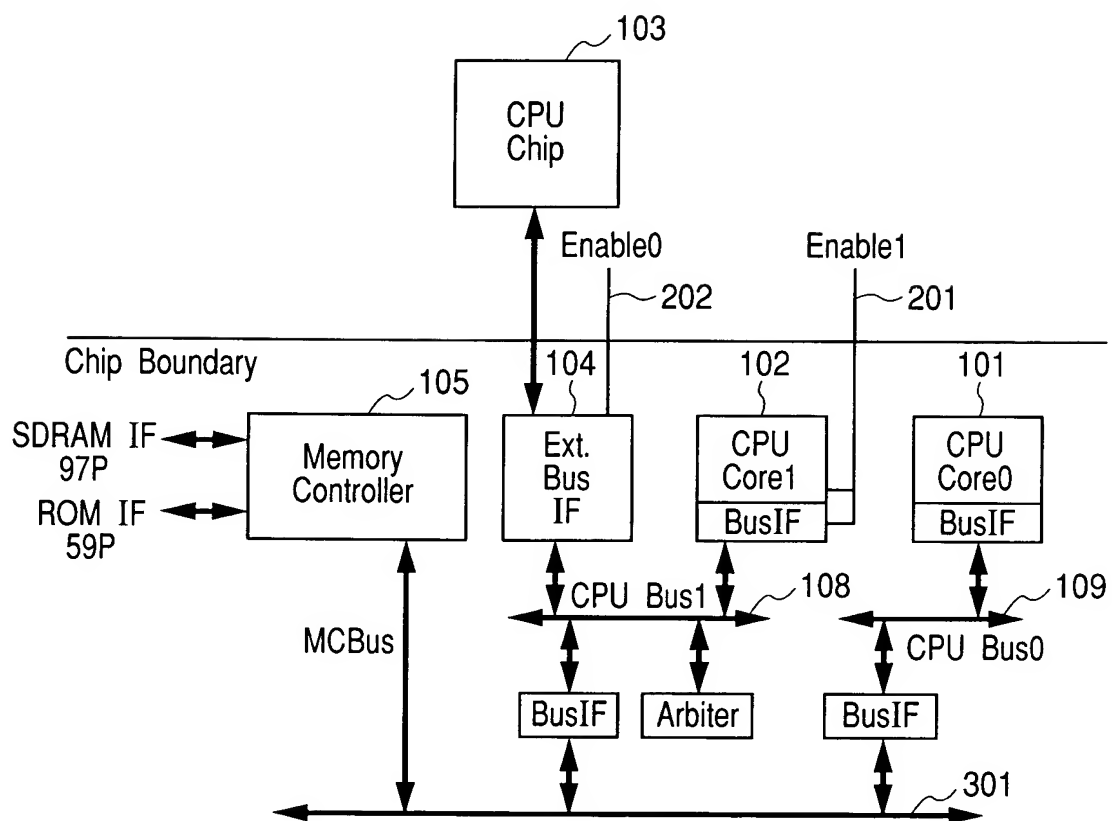 103
CPU
Chip
Enable0
Enable1
202
201
Chip Boundary
105
104
102
101
SDRAM IF
97P
ROM IF
59P
Memory
Controller
Ext.
Bus
IF
CPU
Core1
BusIF
CPU
Core0
BusIF
CPU Bus1
108
109
CPU Bus0
MCBus
BusIF
Arbiter
BusIF
301